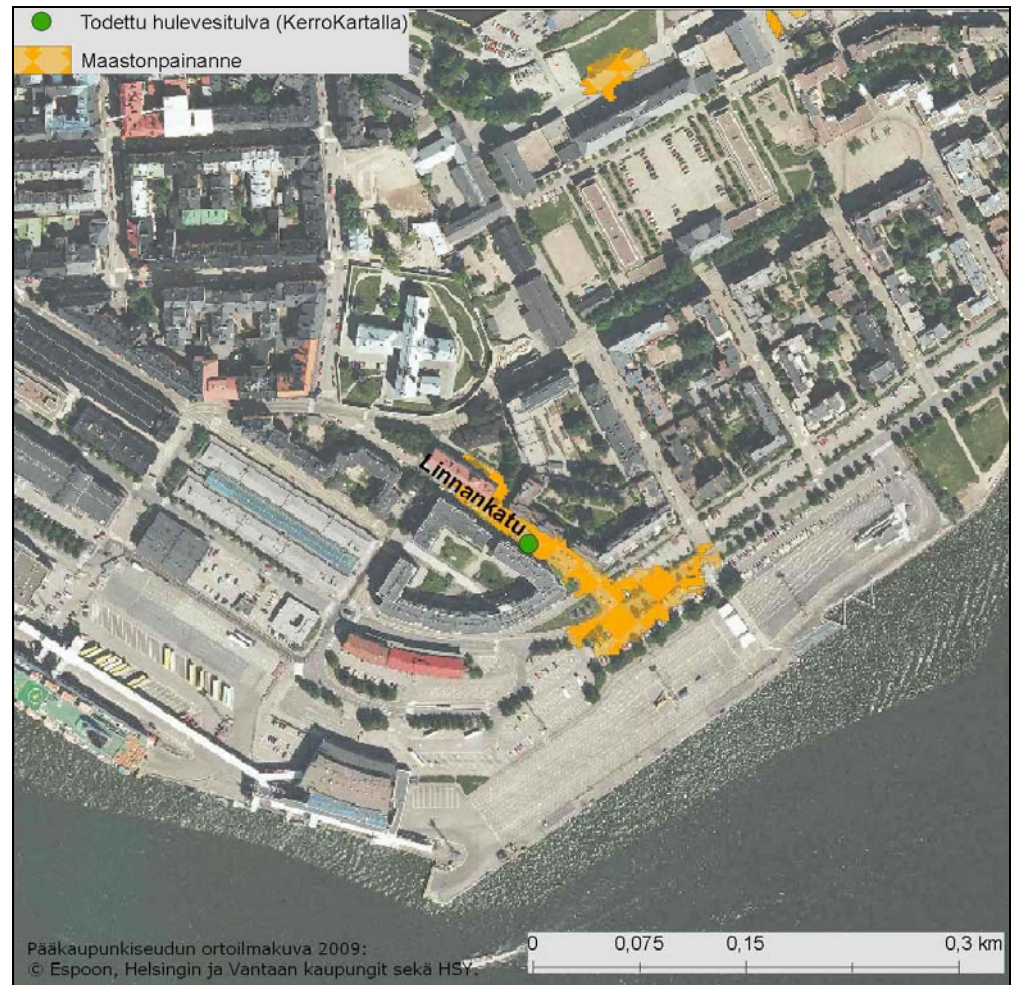 Todettu hulevesitulva (KerroKartalla)
Maastonpainanne
Linnankatu
Pääkaupunkiseudun ortoilmakuva 2009:
© Espoon, Helsingin ja Vantaan kaupungit sekä HSY.
0 0,075 0,15 0,3 km